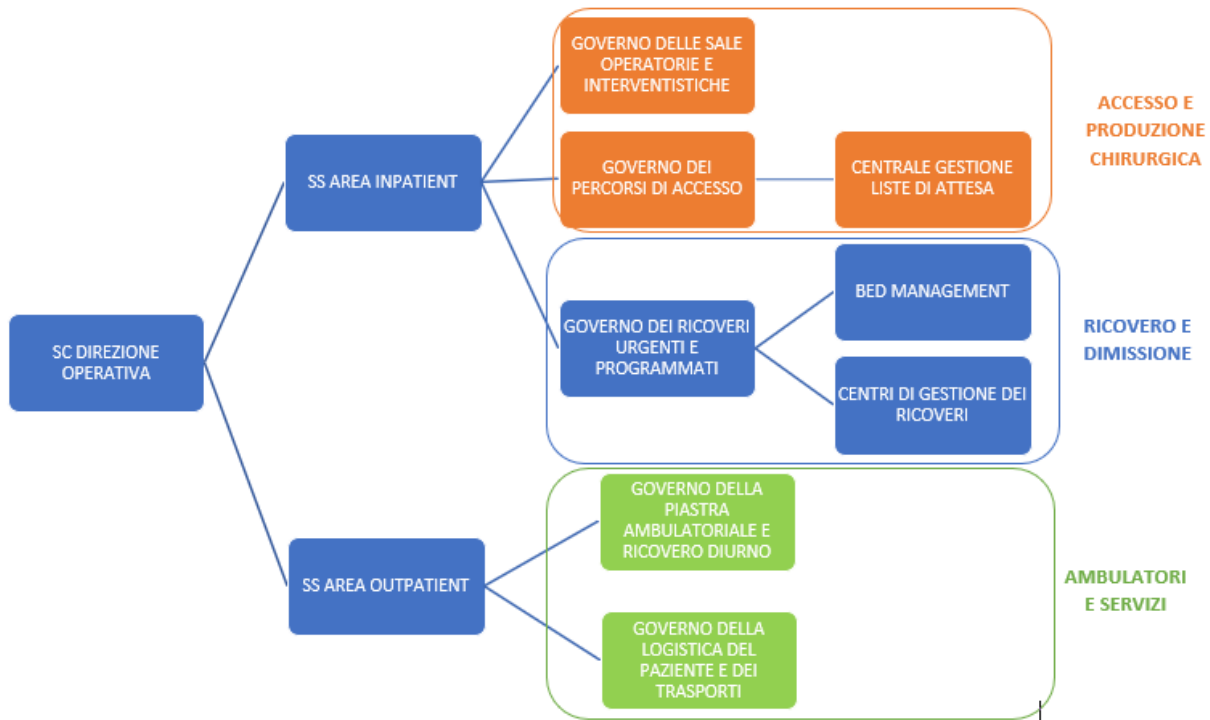 GOVERNO DELLE SALE
OPERATORIE E
INTERVENTISTICHE
ACCESSO E
PRODUZIONE
CHIRURGICA
SS AREA INPATIENT
GOVERNO DEI
PERCORSI DI ACCESSO
CENTRALE GESTIONE
LISTE DI ATTESA
BED MANAGEMENT
SC DIREZIONE
OPERATIVA
GOVERNO DEI RICOVERI
URGENTI E
PROGRAMMATI
RICOVERO E
DIMISSIONE
CENTRI DI GESTIONE DEI
RICOVERI
GOVERNO DELLA
PIASTRA
AMBULATORIALE E
RICOVERO DIURNO
SS AREA OUTPATIENT
AMBULATORI
E SERVIZI
GOVERNO DELLA
LOGISTICA DEL
PAZIENTE E DEI
TRASPORTI